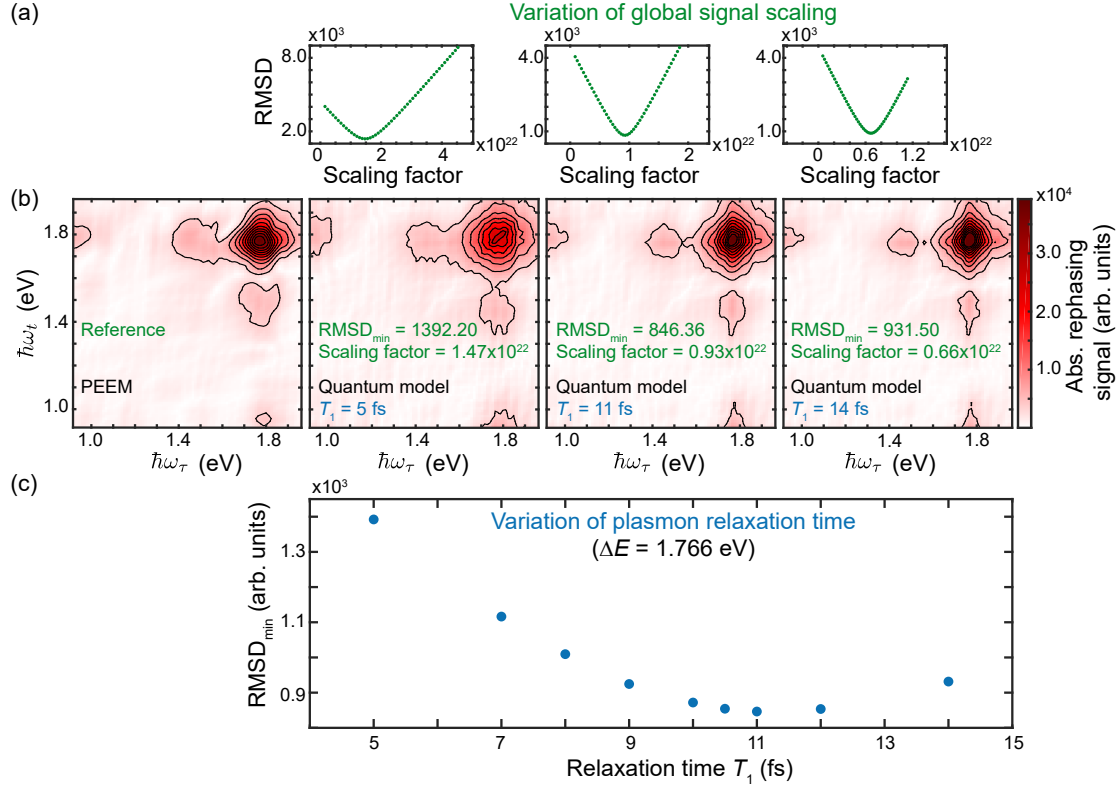 (a)
Variation of global signal scaling
x10³
x10³
x10³
RMSD
8.0
2.0
4.0
1.0
4.0
1.0
0 2 4
x10²²
0 1 2
x10²²
0 0.6 1.2
x10²²
Scaling factor
Scaling factor
Scaling factor
(b)
ħωₜ (eV)
1.8
1.4
1.0
Reference
PEEM
RMSD_min = 1392.20
Scaling factor = 1.47x10²²
Quantum model
T₁ = 5 fs
RMSD_min = 846.36
Scaling factor = 0.93x10²²
Quantum model
T₁ = 11 fs
RMSD_min = 931.50
Scaling factor = 0.66x10²²
Quantum model
T₁ = 14 fs
x10⁴
3.0
2.0
1.0
Abs. rephasing
signal (arb. units)
1.0 1.4 1.8
1.0 1.4 1.8
1.0 1.4 1.8
1.0 1.4 1.8
ħω_τ (eV)
ħω_τ (eV)
ħω_τ (eV)
ħω_τ (eV)
(c)
x10³
Variation of plasmon relaxation time
(ΔE = 1.766 eV)
RMSD_min (arb. units)
1.3
1.1
0.9
5 7 9 11 13 15
Relaxation time T₁ (fs)